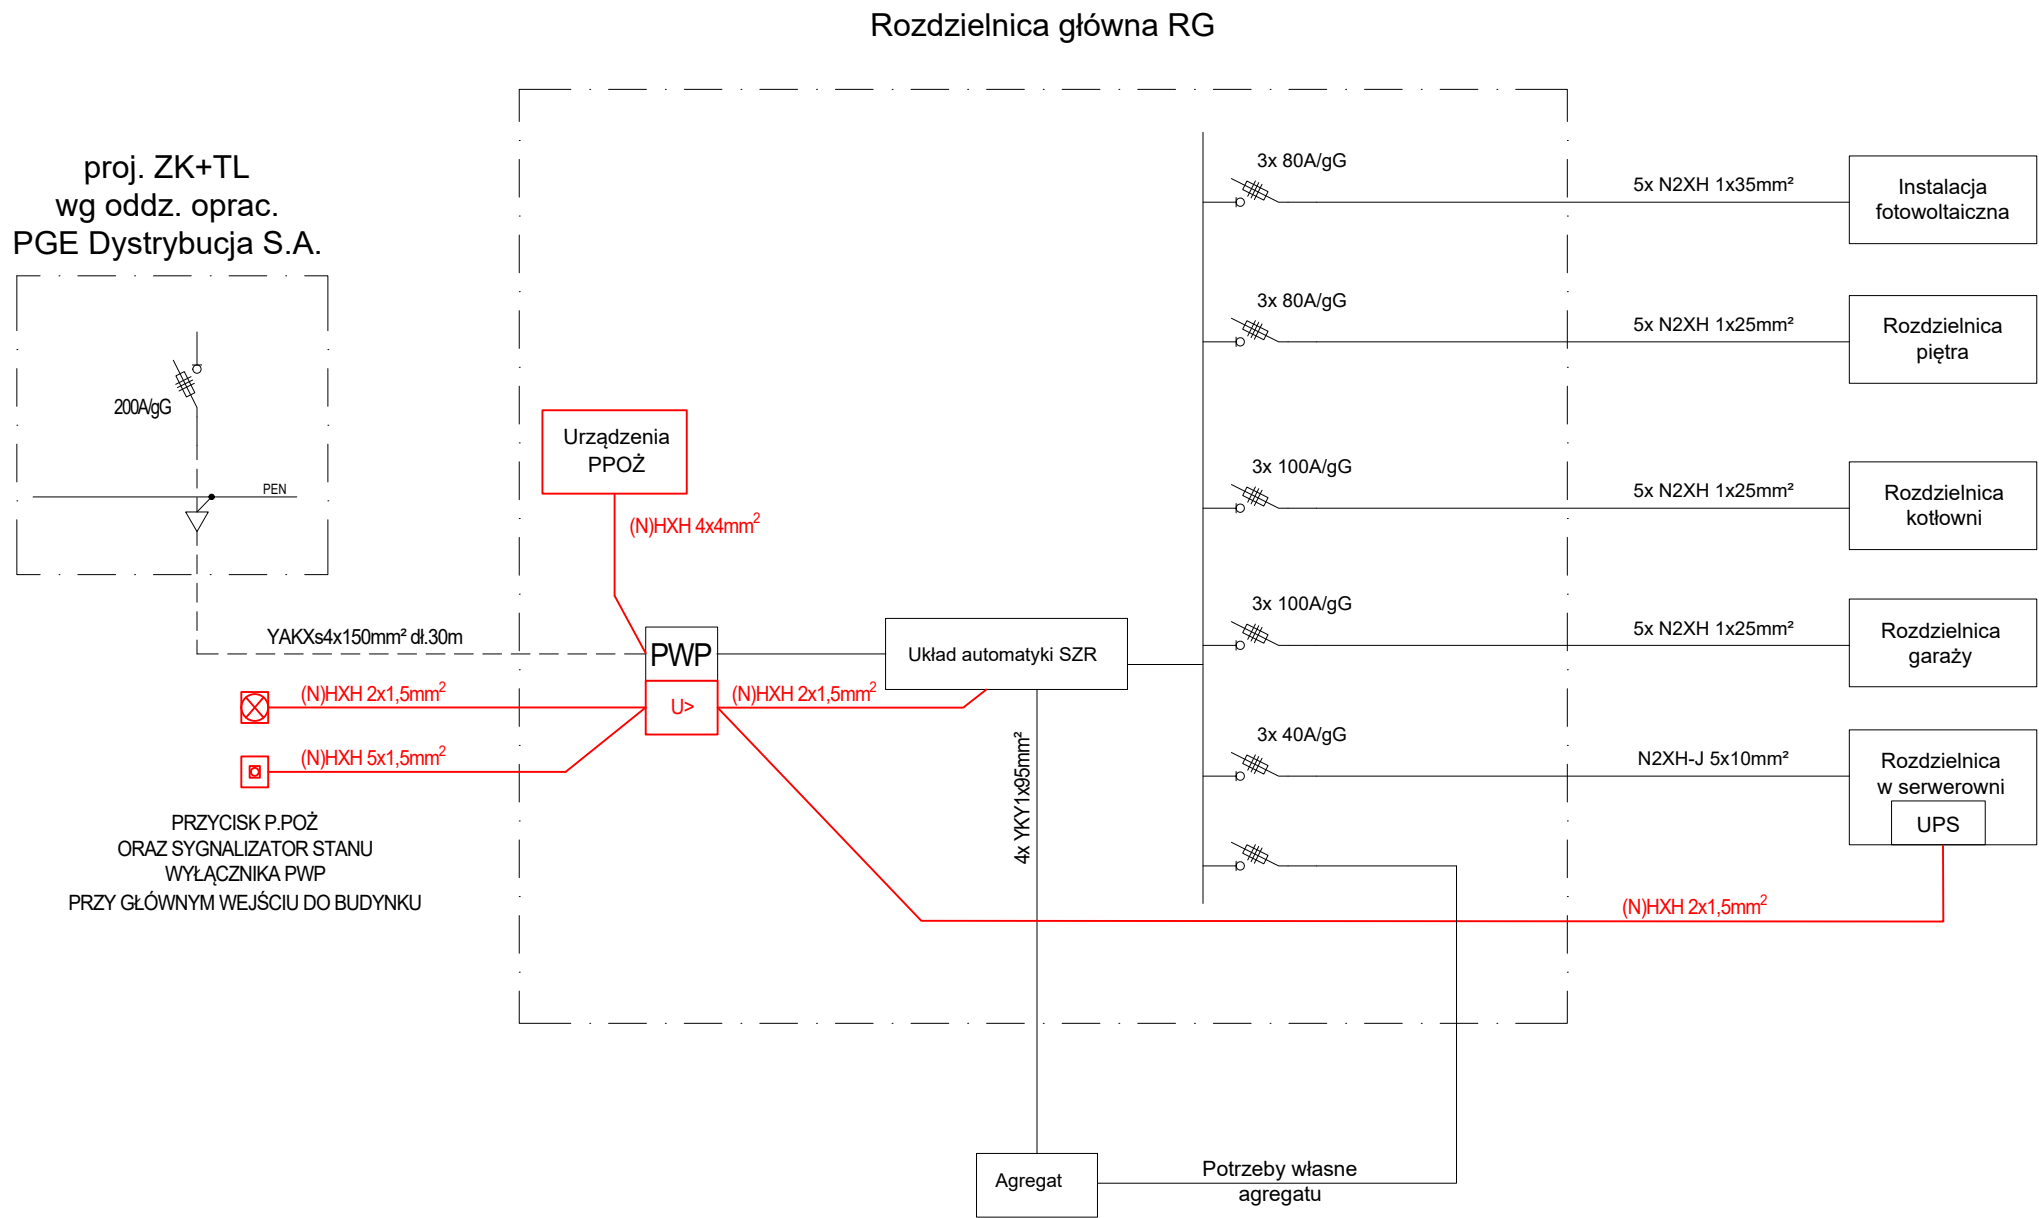 Rozdzielnica główna RG
proj. ZK+TL
wg oddz. oprac.
PGE Dystrybucja S.A.
200A/gG
PEN
YAKXs4x150mm² dł.30m
Urządzenia
PPOŻ
(N)HXH 4x4mm²
PWP
U>
(N)HXH 2x1,5mm²
(N)HXH 5x1,5mm²
PRZYCISK P.POŻ
ORAZ SYGNALIZATOR STANU
WYŁĄCZNIKA PWP
PRZY GŁÓWNYM WEJŚCIU DO BUDYNKU
(N)HXH 2x1,5mm²
Układ automatyki SZR
4x YKY1x95mm²
3x 80A/gG
5x N2XH 1x35mm²
Instalacja
fotowoltaiczna
3x 80A/gG
5x N2XH 1x25mm²
Rozdzielnica
piętra
3x 100A/gG
5x N2XH 1x25mm²
Rozdzielnica
kotłowni
3x 100A/gG
5x N2XH 1x25mm²
Rozdzielnica
garaży
3x 40A/gG
N2XH-J 5x10mm²
Rozdzielnica
w serwerowni
UPS
(N)HXH 2x1,5mm²
Agregat
Potrzeby własne
agregatu